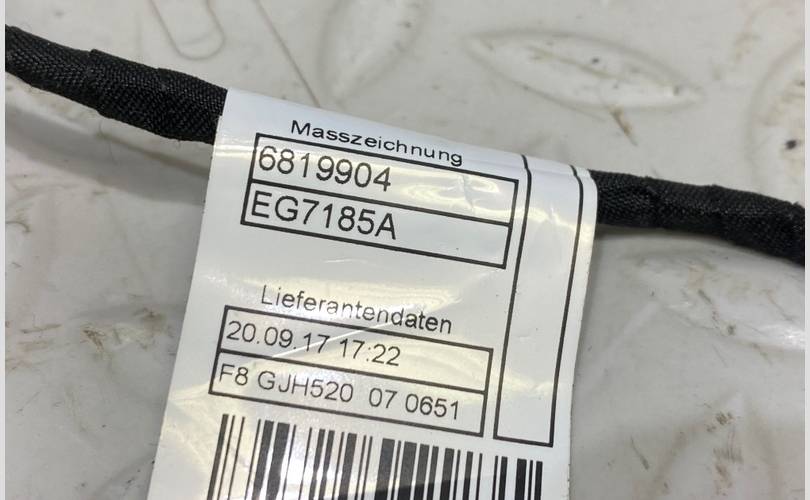 Masszeichnung
6819904
EG7185A
Lieferantendaten
20.09.17 17:22
F8 GJH520 07 0651